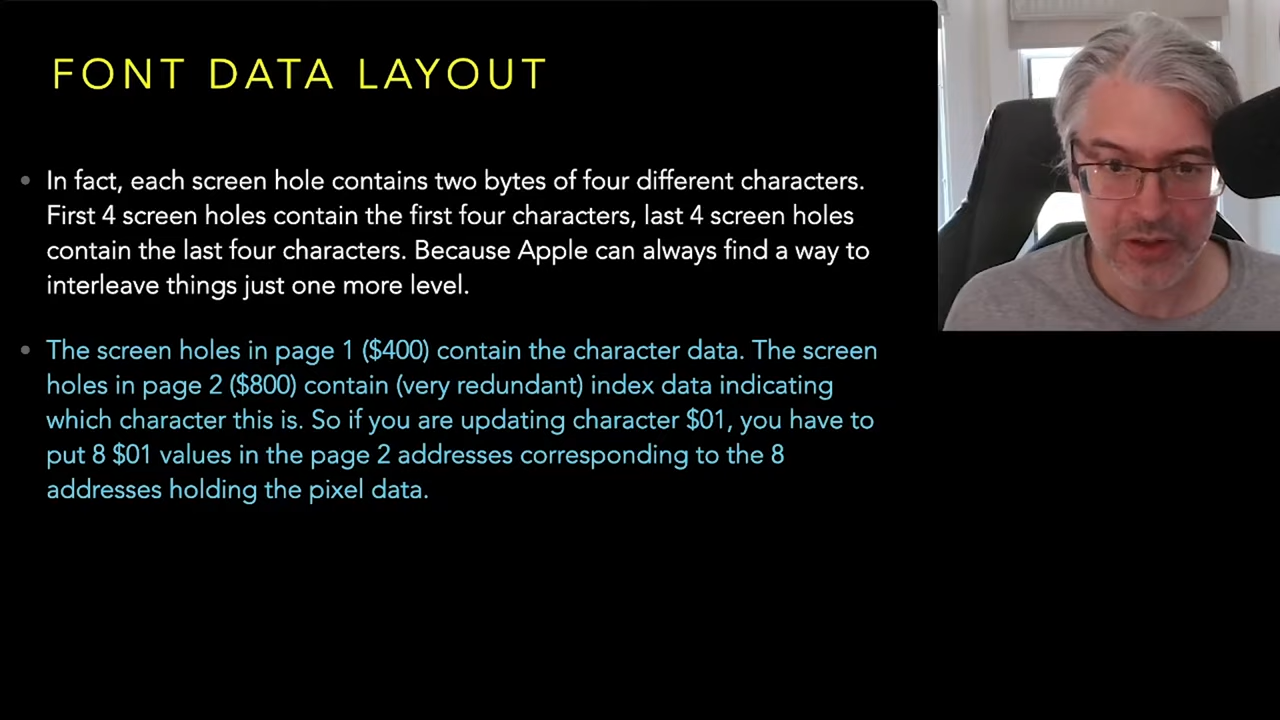 FONT DATA LAYOUT
In fact, each screen hole contains two bytes of four different characters.
First 4 screen holes contain the first four characters, last 4 screen holes
contain the last four characters. Because Apple can always find a way to
interleave things just one more level.
The screen holes in page 1 ($400) contain the character data. The screen
holes in page 2 ($800) contain (very redundant) index data indicating
which character this is. So if you are updating character $01, you have to
put 8 $01 values in the page 2 addresses corresponding to the 8
addresses holding the pixel data.